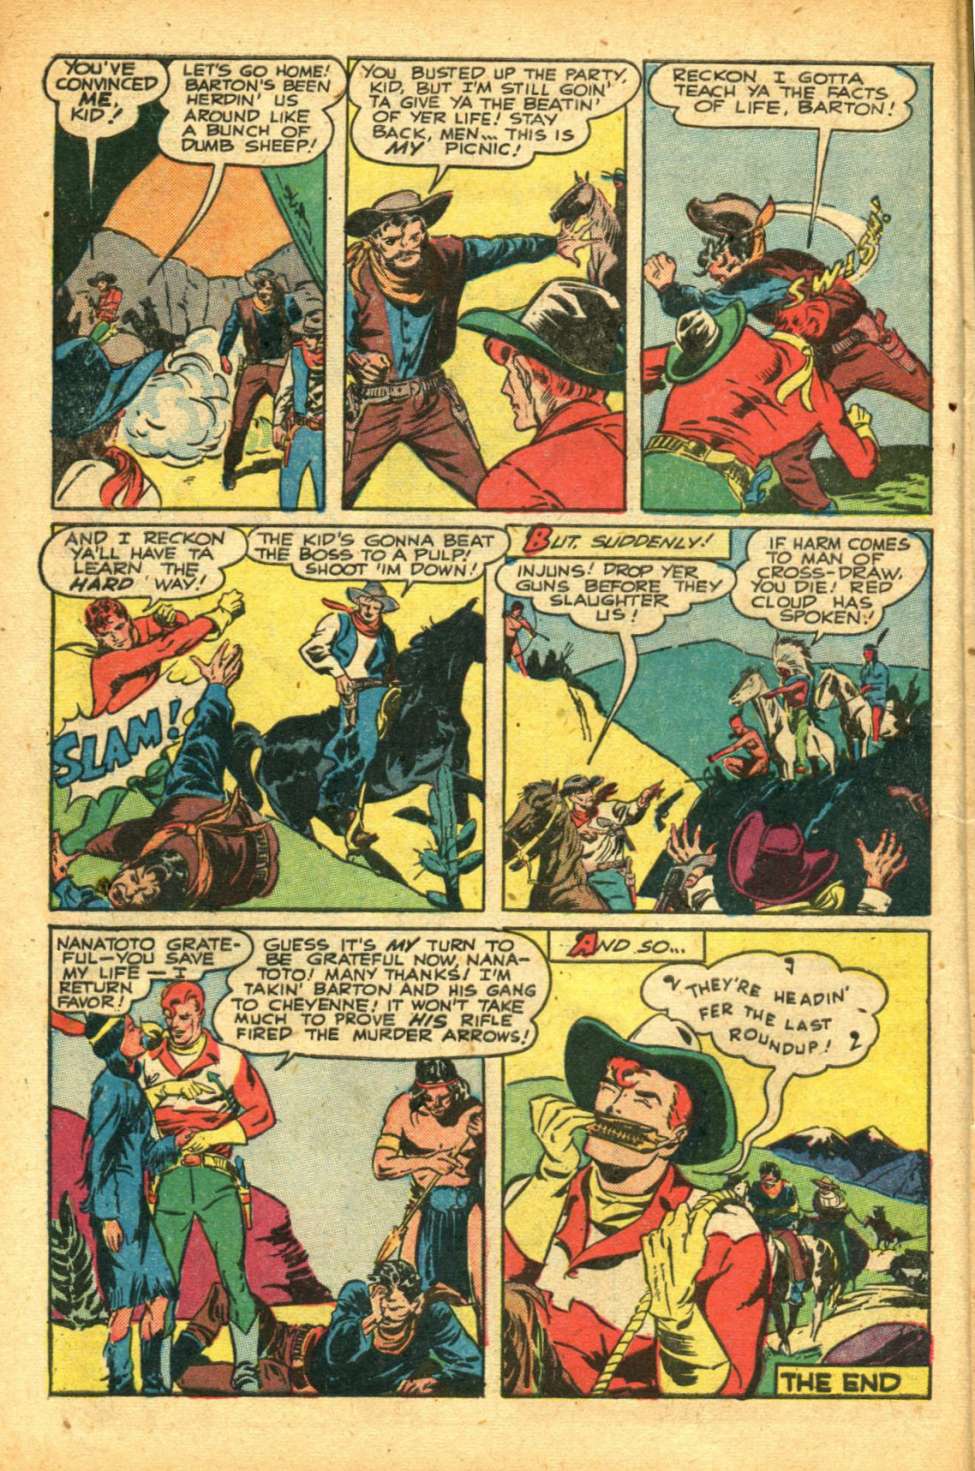 YOU'VE
CONVINCED
ME,
KID!
LET'S GO HOME!
BARTON'S BEEN
HERDIN' US
AROUND LIKE
A BUNCH OF
DUMB SHEEP!
YOU BUSTED UP THE PARTY,
KID, BUT I'M STILL GOIN'
TA GIVE YA THE BEATIN'
OF YER LIFE! STAY
BACK, MEN... THIS IS
MY PICNIC!
RECKON I GOTTA
TEACH YA THE FACTS
OF LIFE, BARTON!
SWISH!
AND I RECKON
YA'LL HAVE TA
LEARN THE
HARD WAY!
SLAM!
THE KID'S GONNA BEAT
THE BOSS TO A PULP!
SHOOT 'IM DOWN!
BUT, SUDDENLY!
INJUNS! DROP YER
GUNS BEFORE THEY
SLAUGHTER
US!
IF HARM COMES
TO MAN OF
CROSS-DRAW,
YOU DIE! RED
CLOUD HAS
SPOKEN!
NANATOTO GRATE-
FUL—YOU SAVE
MY LIFE—I
RETURN
FAVOR!
GUESS IT'S MY TURN TO
BE GRATEFUL NOW, NANA-
TOTO! MANY THANKS! I'M
TAKIN' BARTON AND HIS GANG
TO CHEYENNE! IT WON'T TAKE
MUCH TO PROVE HIS RIFLE
FIRED THE MURDER ARROWS!
AND SO...
THEY'RE HEADIN'
FER THE LAST
ROUNDUP!
THE END